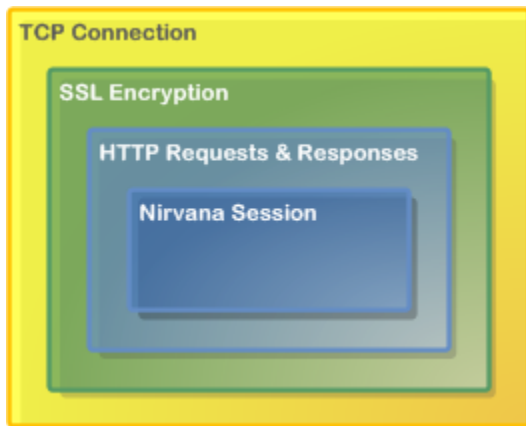 TCP Connection
SSL Encryption
HTTP Requests & Responses
Nirvana Session